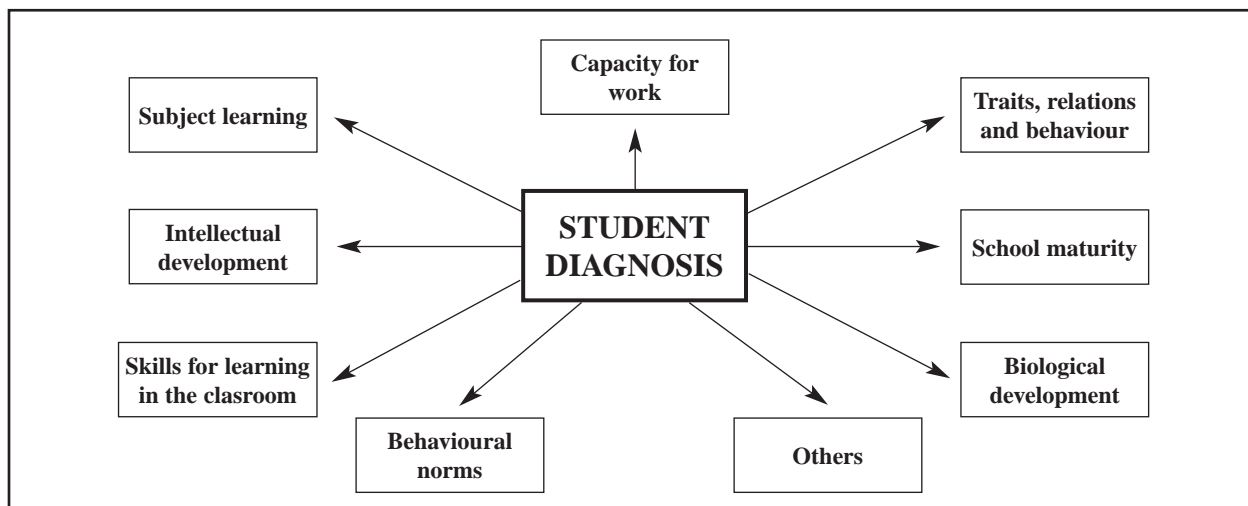 Capacity for
work
Subject learning
Traits, relations
and behaviour
STUDENT
DIAGNOSIS
Intellectual
development
School maturity
Skills for learning
in the clasroom
Biological
development
Behavioural
norms
Others